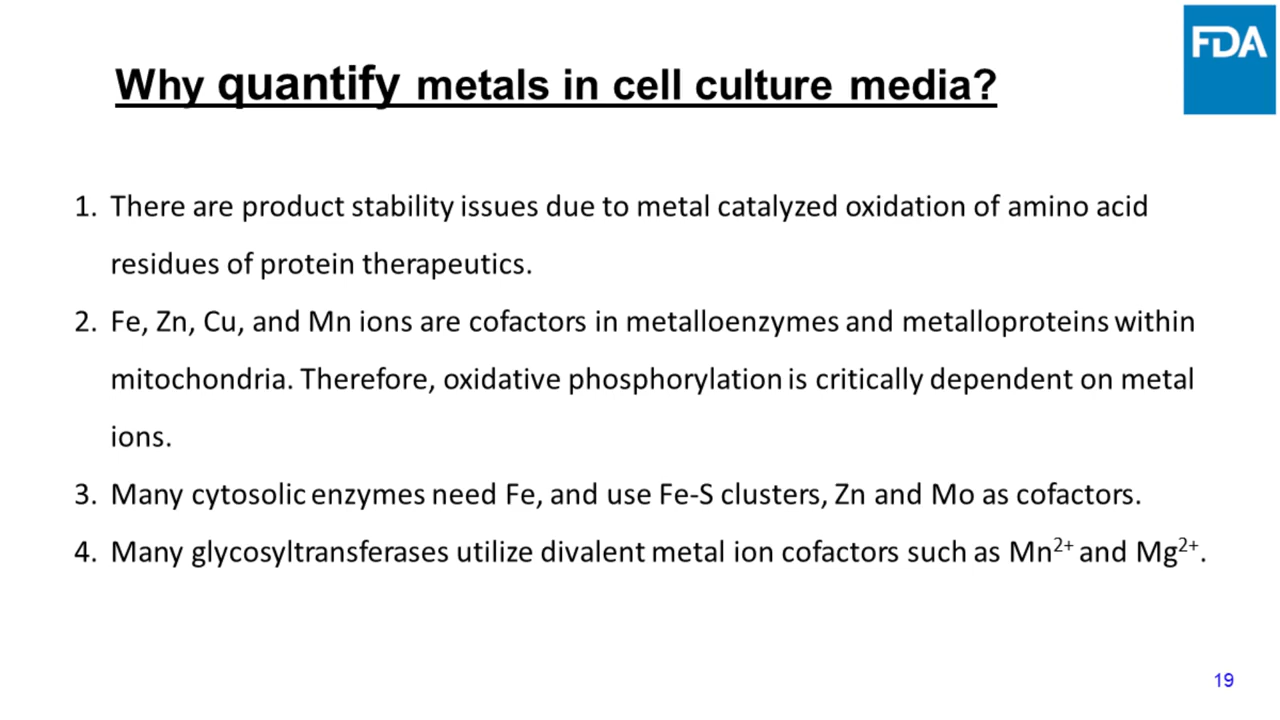 FDA
Why quantify metals in cell culture media?
1. There are product stability issues due to metal catalyzed oxidation of amino acid
residues of protein therapeutics.
2. Fe, Zn, Cu, and Mn ions are cofactors in metalloenzymes and metalloproteins within
mitochondria. Therefore, oxidative phosphorylation is critically dependent on metal
ions.
3. Many cytosolic enzymes need Fe, and use Fe-S clusters, Zn and Mo as cofactors.
4. Many glycosyltransferases utilize divalent metal ion cofactors such as Mn²⁺ and Mg²⁺.
19